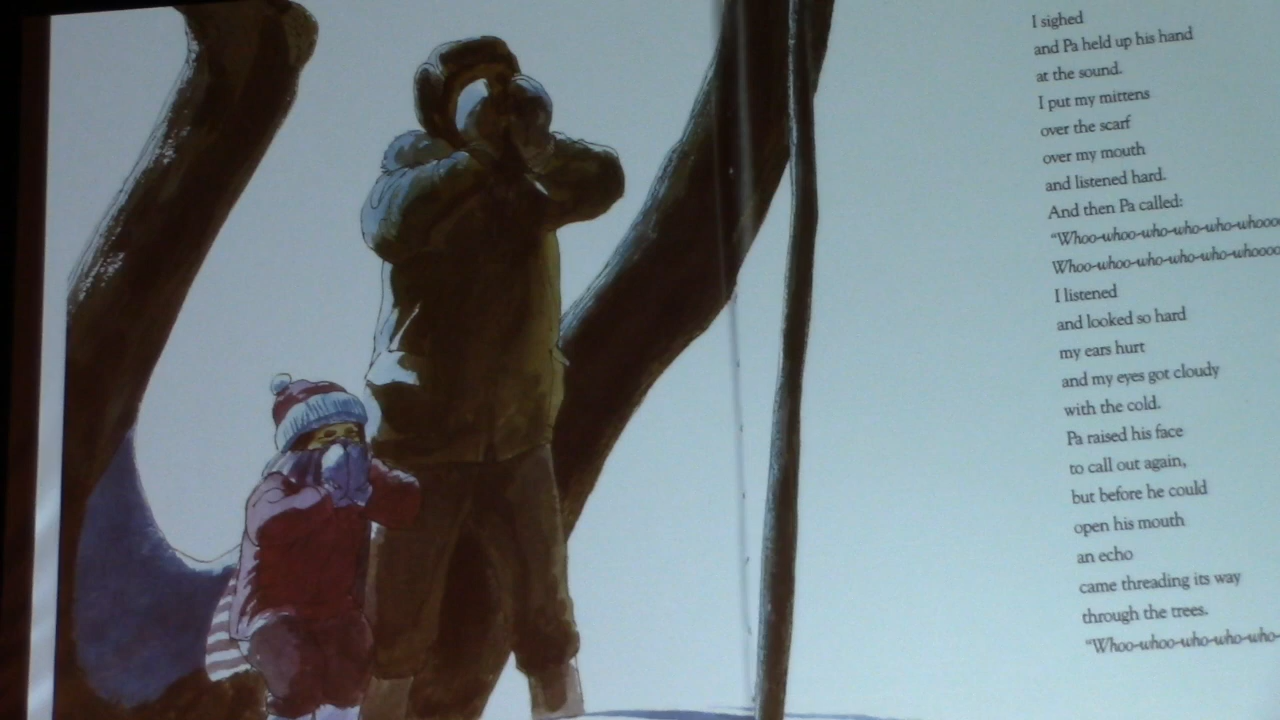 I sighed
and Pa held up his hand
at the sound.
I put my mittens
over the scarf
over my mouth
and listened hard.
And then Pa called:
"Whoo-whoo-who-who-who-whoooo
Whoo-whoo-who-who-who-whoooo
I listened
and looked so hard
my ears hurt
and my eyes got cloudy
with the cold.
Pa raised his face
to call out again,
but before he could
open his mouth
an echo
came threading its way
through the trees.
"Whoo-whoo-who-who-who-